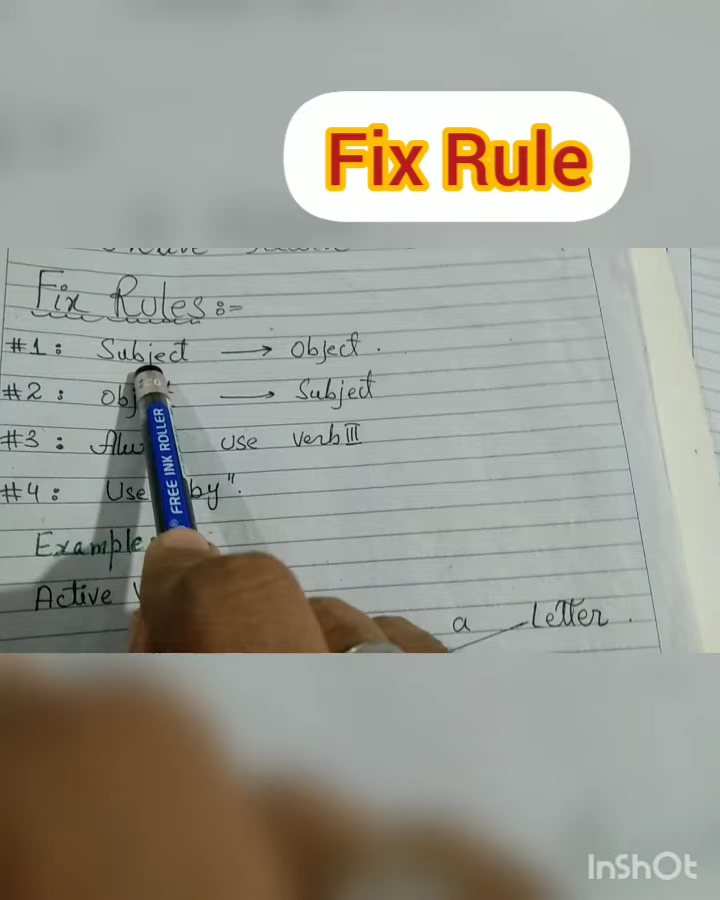 Fix Rule
Fix Rules :=
#1 : Subject → Object .
#2 : → Subject
#3 : use verb III
#4 : Use by".
FREE INK ROLLER
Example
Active
a Letter .
InShOt